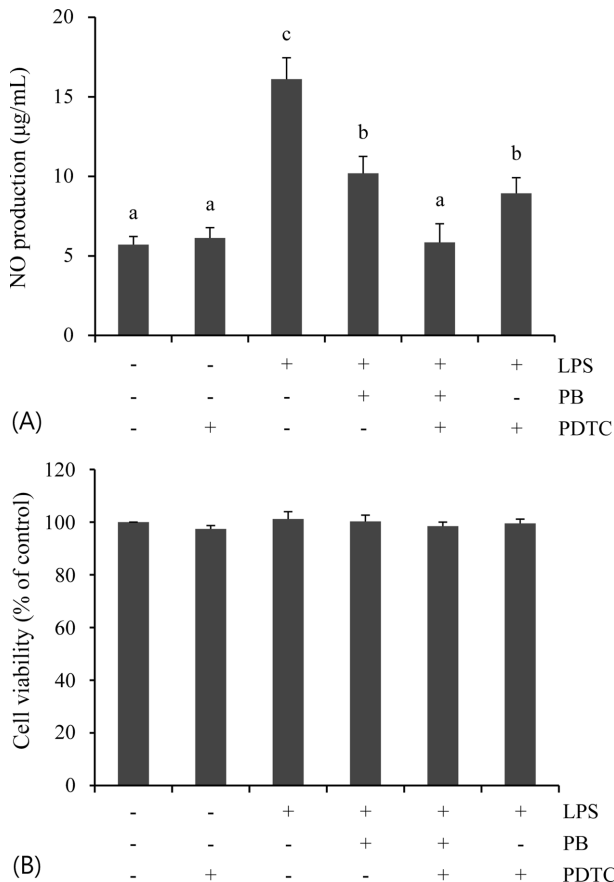 20
15
10
5
0
NO production (μg/mL)
a
a
c
b
a
b
- - + + + + LPS
- - - + + - PB
- + - - + + PDTC
(A)
120
100
80
60
40
20
0
Cell viability (% of control)
- - + + + + LPS
- - - + + - PB
- + - - + + PDTC
(B)